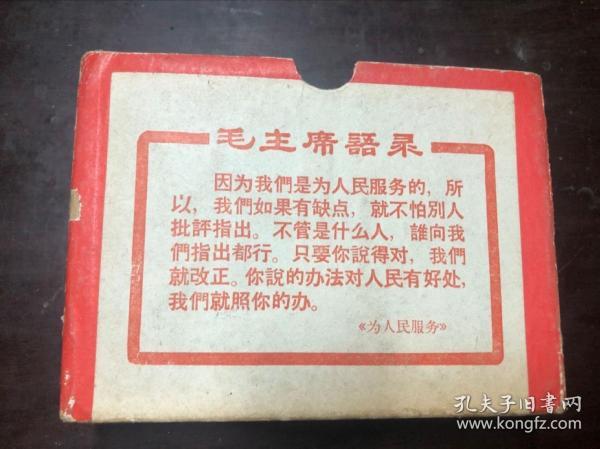 毛主席語录
因为我們是为人民服务的，所
以，我們如果有缺点，就不怕別人
批評指出。不管是什么人，誰向我
們指出都行。只要你說得对，我們
就改正。你說的办法对人民有好处，
我們就照你的办。
《为人民服务》
孔夫子旧書网
www.kongfz.com